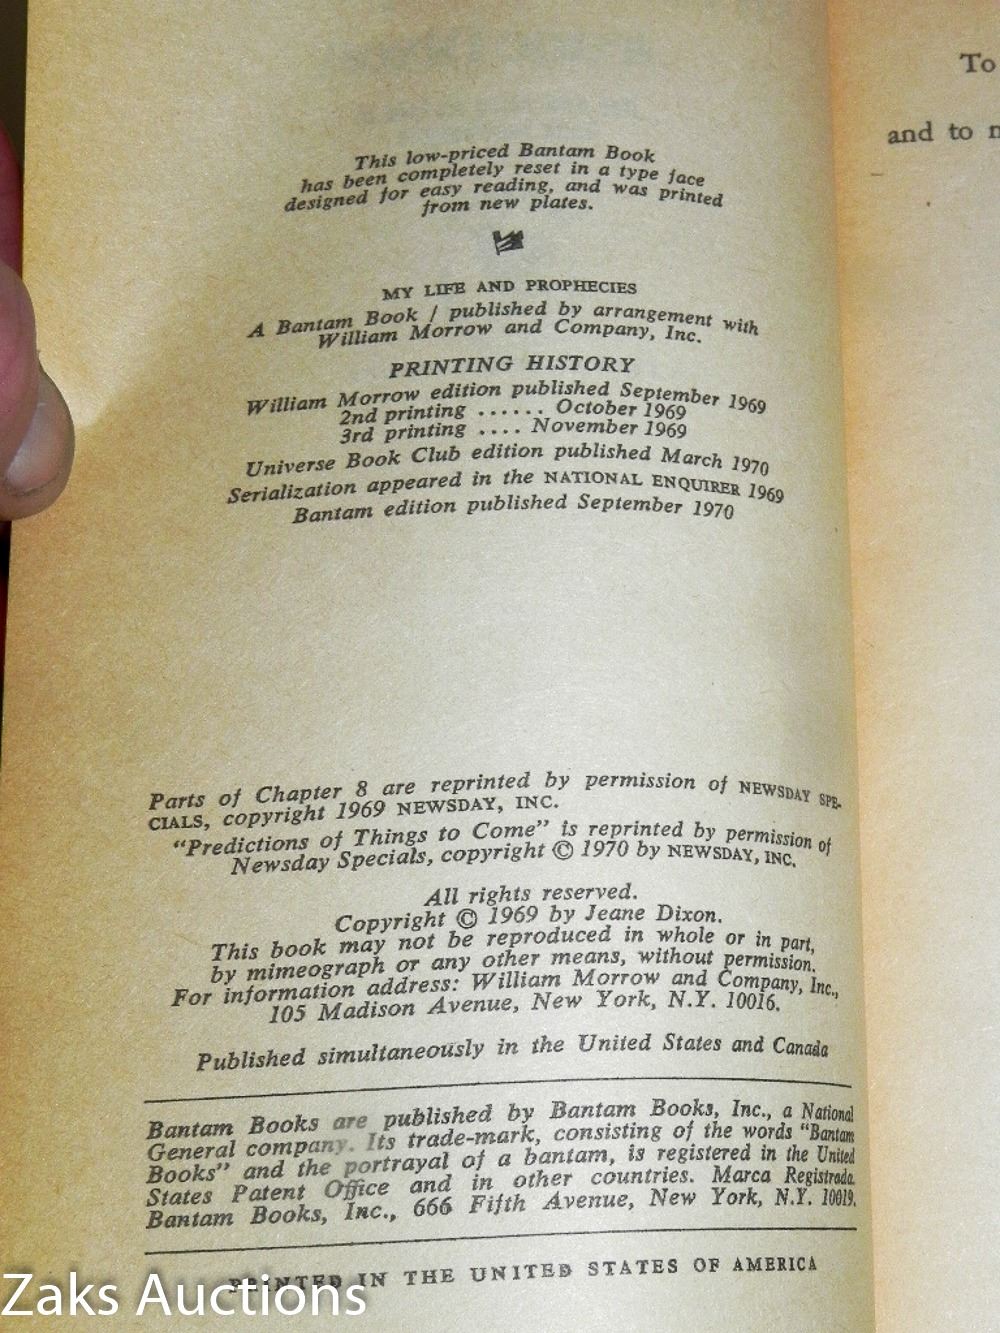 This low-priced Bantam Book
has been completely reset in a type face
designed for easy reading, and was printed
from new plates.
MY LIFE AND PROPHECIES
A Bantam Book / published by arrangement with
William Morrow and Company, Inc.
PRINTING HISTORY
William Morrow edition published September 1969
2nd printing ...... October 1969
3rd printing .... November 1969
Universe Book Club edition published March 1970
Serialization appeared in the NATIONAL ENQUIRER 1969
Bantam edition published September 1970
Parts of Chapter 8 are reprinted by permission of NEWSDAY SPE-
CIALS, copyright 1969 NEWSDAY, INC.
"Predictions of Things to Come" is reprinted by permission of
Newsday Specials, copyright © 1970 by NEWSDAY, INC.
All rights reserved.
Copyright © 1969 by Jeane Dixon.
This book may not be reproduced in whole or in part,
by mimeograph or any other means, without permission.
For information address: William Morrow and Company, Inc.,
105 Madison Avenue, New York, N.Y. 10016.
Published simultaneously in the United States and Canada
Bantam Books are published by Bantam Books, Inc., a National
General company. Its trade-mark, consisting of the words "Bantam
Books" and the portrayal of a bantam, is registered in the United
States Patent Office and in other countries. Marca Registrada.
Bantam Books, Inc., 666 Fifth Avenue, New York, N.Y. 10019.
PRINTED IN THE UNITED STATES OF AMERICA
To
and to
Zaks Auctions